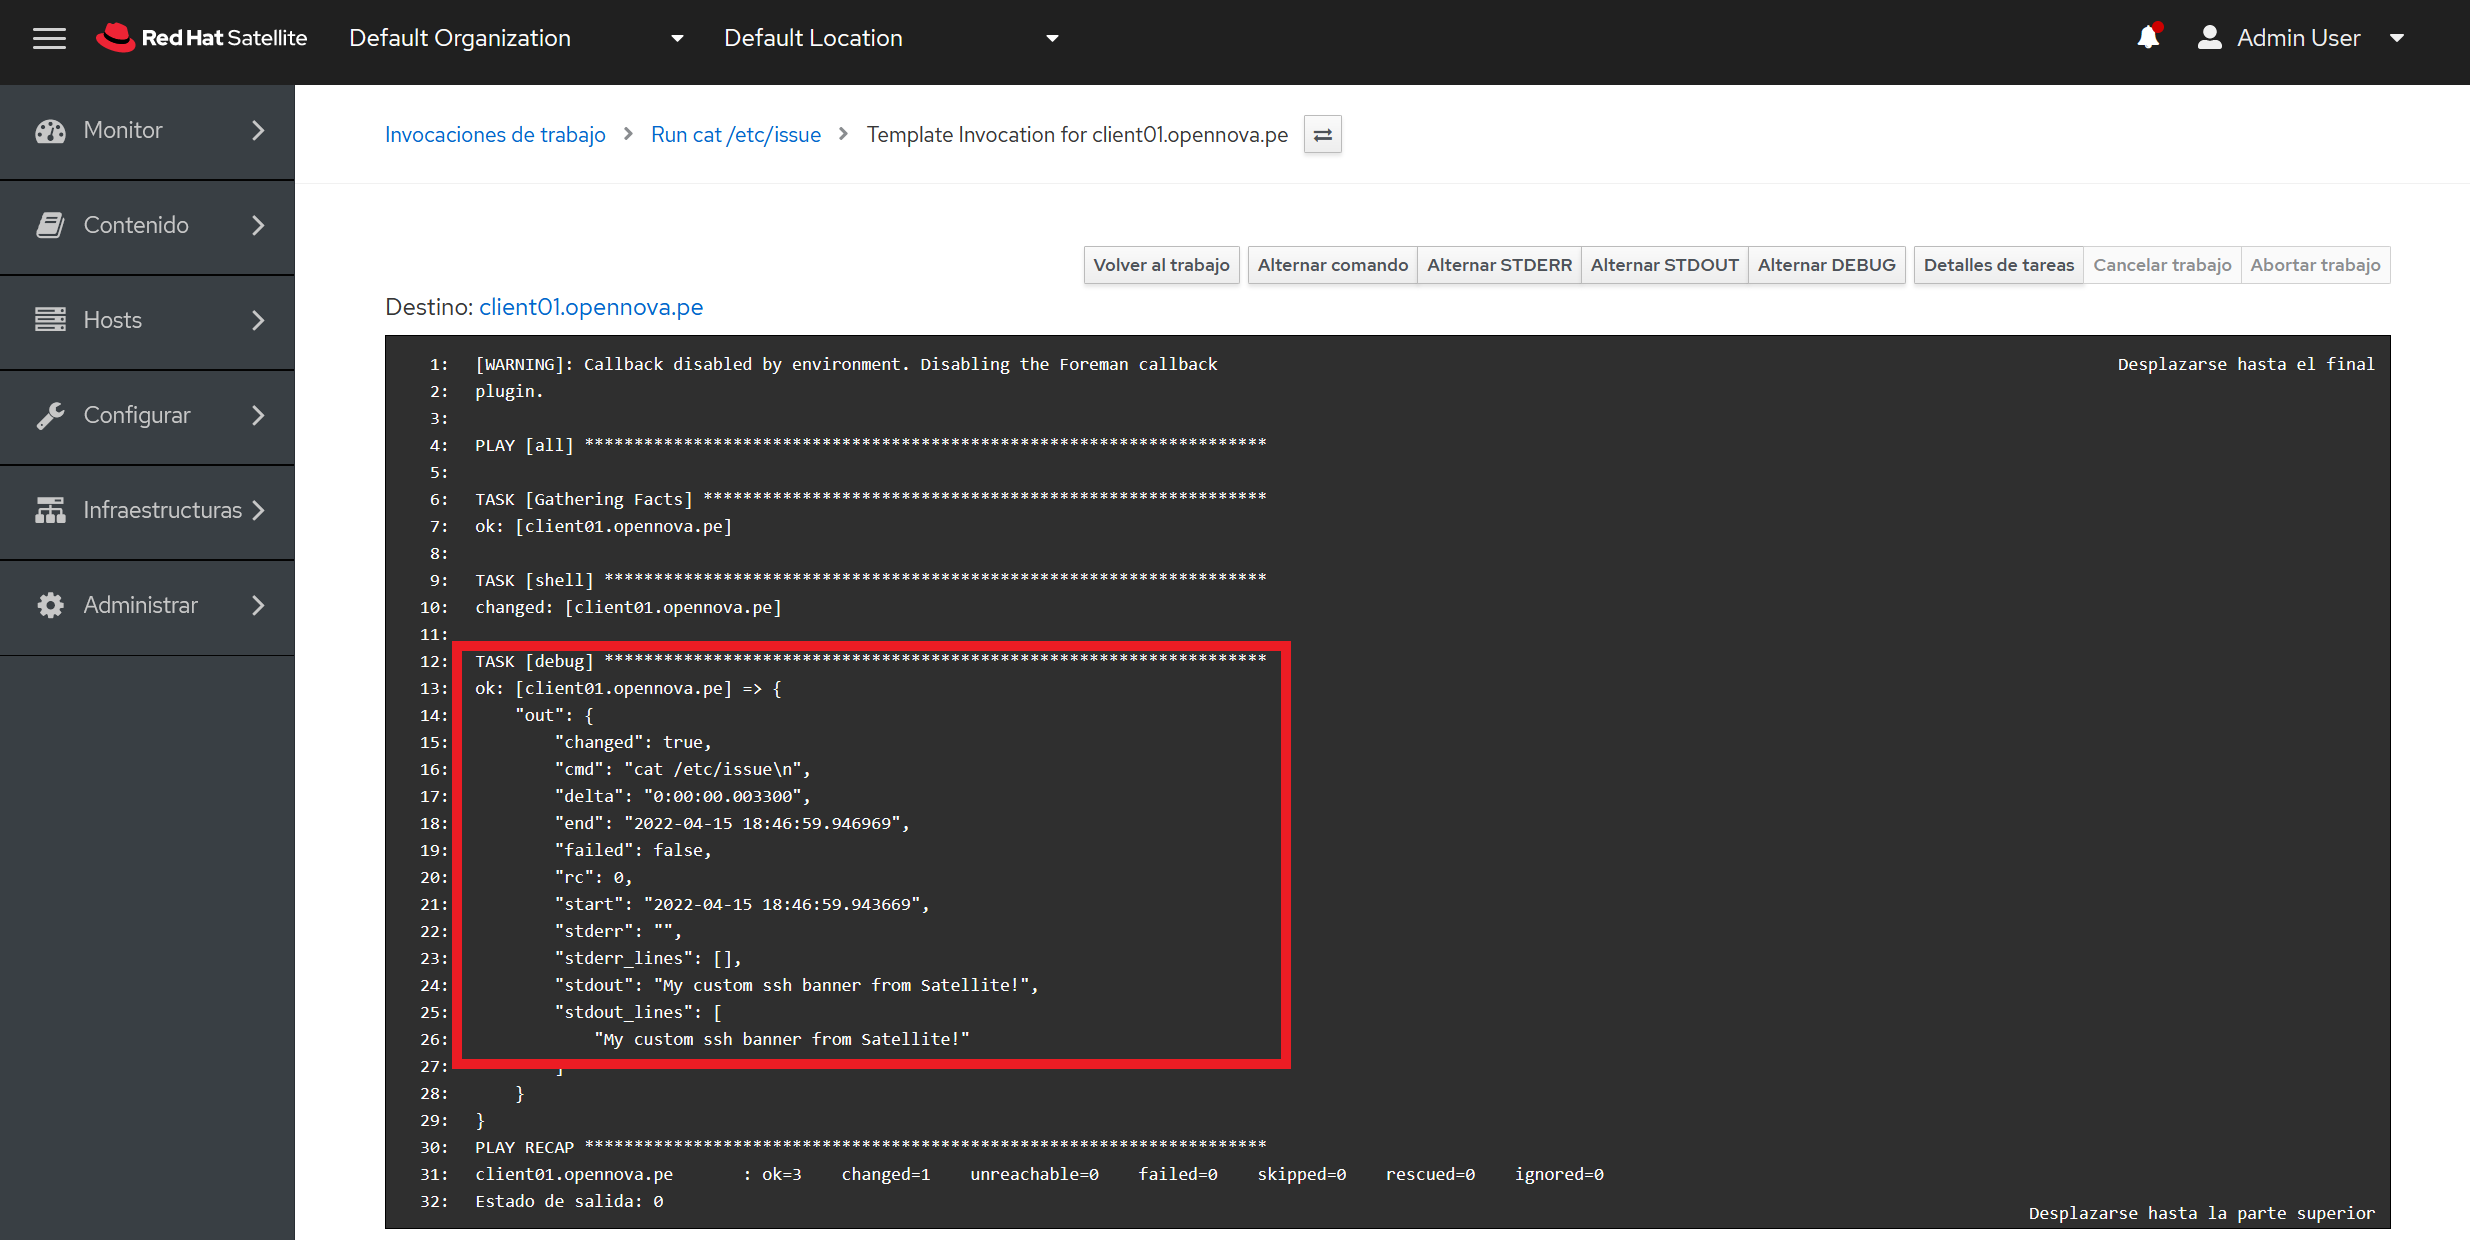 Red Hat Satellite
Default Organization
Default Location
Admin User
Monitor
Contenido
Hosts
Configurar
Infraestructuras
Administrar
Invocaciones de trabajo > Run cat /etc/issue > Template Invocation for client01.opennova.pe
Volver al trabajo Alternar comando Alternar STDERR Alternar STDOUT Alternar DEBUG Detalles de tareas Cancelar trabajo Abortar trabajo
Destino: client01.opennova.pe
Desplazarse hasta el final
1: [WARNING]: Callback disabled by environment. Disabling the Foreman callback
2: plugin.
3:
4: PLAY [all] *********************************************************************
5:
6: TASK [Gathering Facts] *********************************************************
7: ok: [client01.opennova.pe]
8:
9: TASK [shell] *******************************************************************
10: changed: [client01.opennova.pe]
11:
12: TASK [debug] *******************************************************************
13: ok: [client01.opennova.pe] => {
14:     "out": {
15:         "changed": true,
16:         "cmd": "cat /etc/issue\n",
17:         "delta": "0:00:00.003300",
18:         "end": "2022-04-15 18:46:59.946969",
19:         "failed": false,
20:         "rc": 0,
21:         "start": "2022-04-15 18:46:59.943669",
22:         "stderr": "",
23:         "stderr_lines": [],
24:         "stdout": "My custom ssh banner from Satellite!",
25:         "stdout_lines": [
26:             "My custom ssh banner from Satellite!"
27:         ]
28:     }
29: }
30: PLAY RECAP *********************************************************************
31: client01.opennova.pe       : ok=3    changed=1    unreachable=0    failed=0    skipped=0    rescued=0    ignored=0
32: Estado de salida: 0
Desplazarse hasta la parte superior